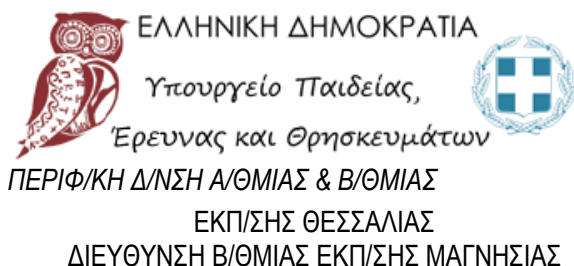 ΕΛΛΗΝΙΚΗ ΔΗΜΟΚΡΑΤΙΑ
Υπουργείο Παιδείας,
Έρευνας και Θρησκευμάτων
ΠΕΡΙΦ/ΚΗ Δ/ΝΣΗ Α/ΘΜΙΑΣ & Β/ΘΜΙΑΣ
ΕΚΠ/ΣΗΣ ΘΕΣΣΑΛΙΑΣ
ΔΙΕΥΘΥΝΣΗ Β/ΘΜΙΑΣ ΕΚΠ/ΣΗΣ ΜΑΓΝΗΣΙΑΣ